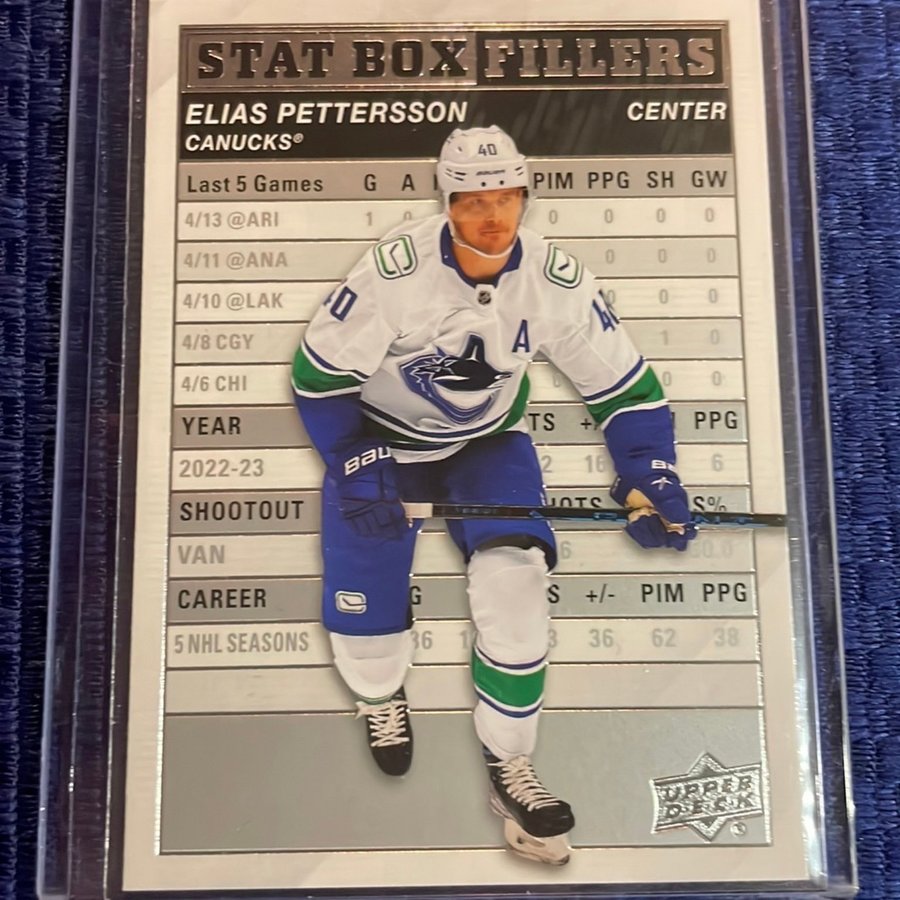 STAT BOX FILLERS
ELIAS PETTERSSON CENTER
CANUCKS®
Last 5 Games G A PIM PPG SH GW
4/13 @ARI 1 0 0 0 0 0
4/11 @ANA 0 0 0
4/10 @LAK 0 0
4/8 CGY 1 0
4/6 CHI 0 0
YEAR PPG
2022-23 16 6
SHOOTOUT S%
VAN
CAREER G +/- PIM PPG
5 NHL SEASONS 36 62 38
40
BAUER
40
A
BAU
UPPER
DECK